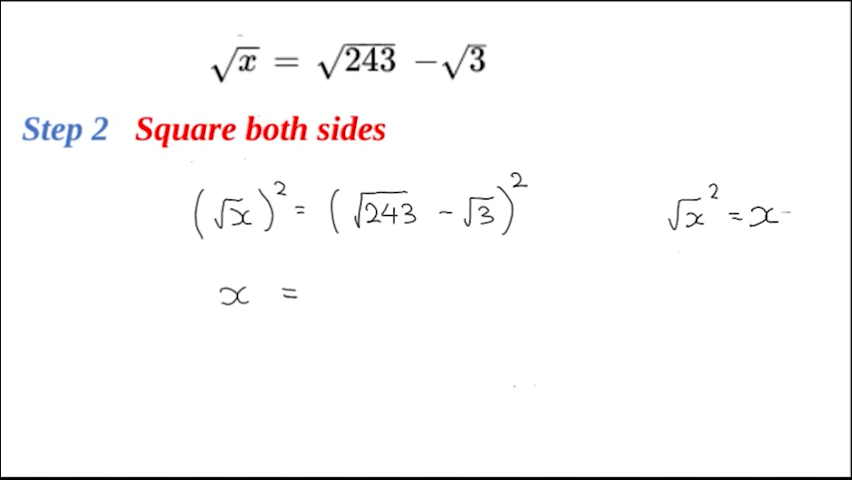 √x = √243 − √3
Step 2 Square both sides
(√x)² = (√243 − √3)² √x² = x
x =